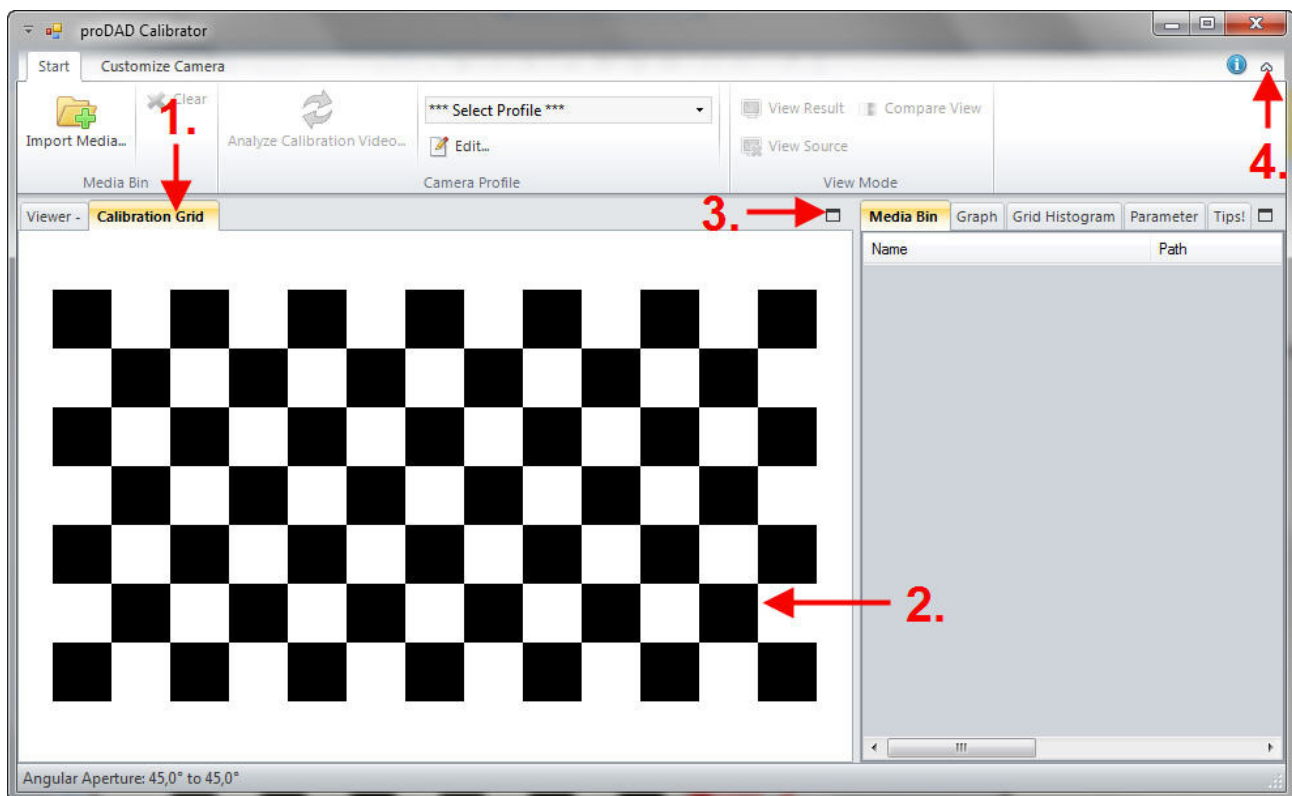 proDAD Calibrator
Start Customize Camera
Clear
1.
*** Select Profile ***
View Result Compare View
Import Media...
Analyze Calibration Video...
Edit...
View Source
4.
Media Bin Camera Profile View Mode
Viewer - Calibration Grid
3.
Media Bin Graph Grid Histogram Parameter Tips!
Name Path
2.
Angular Aperture: 45,0° to 45,0°